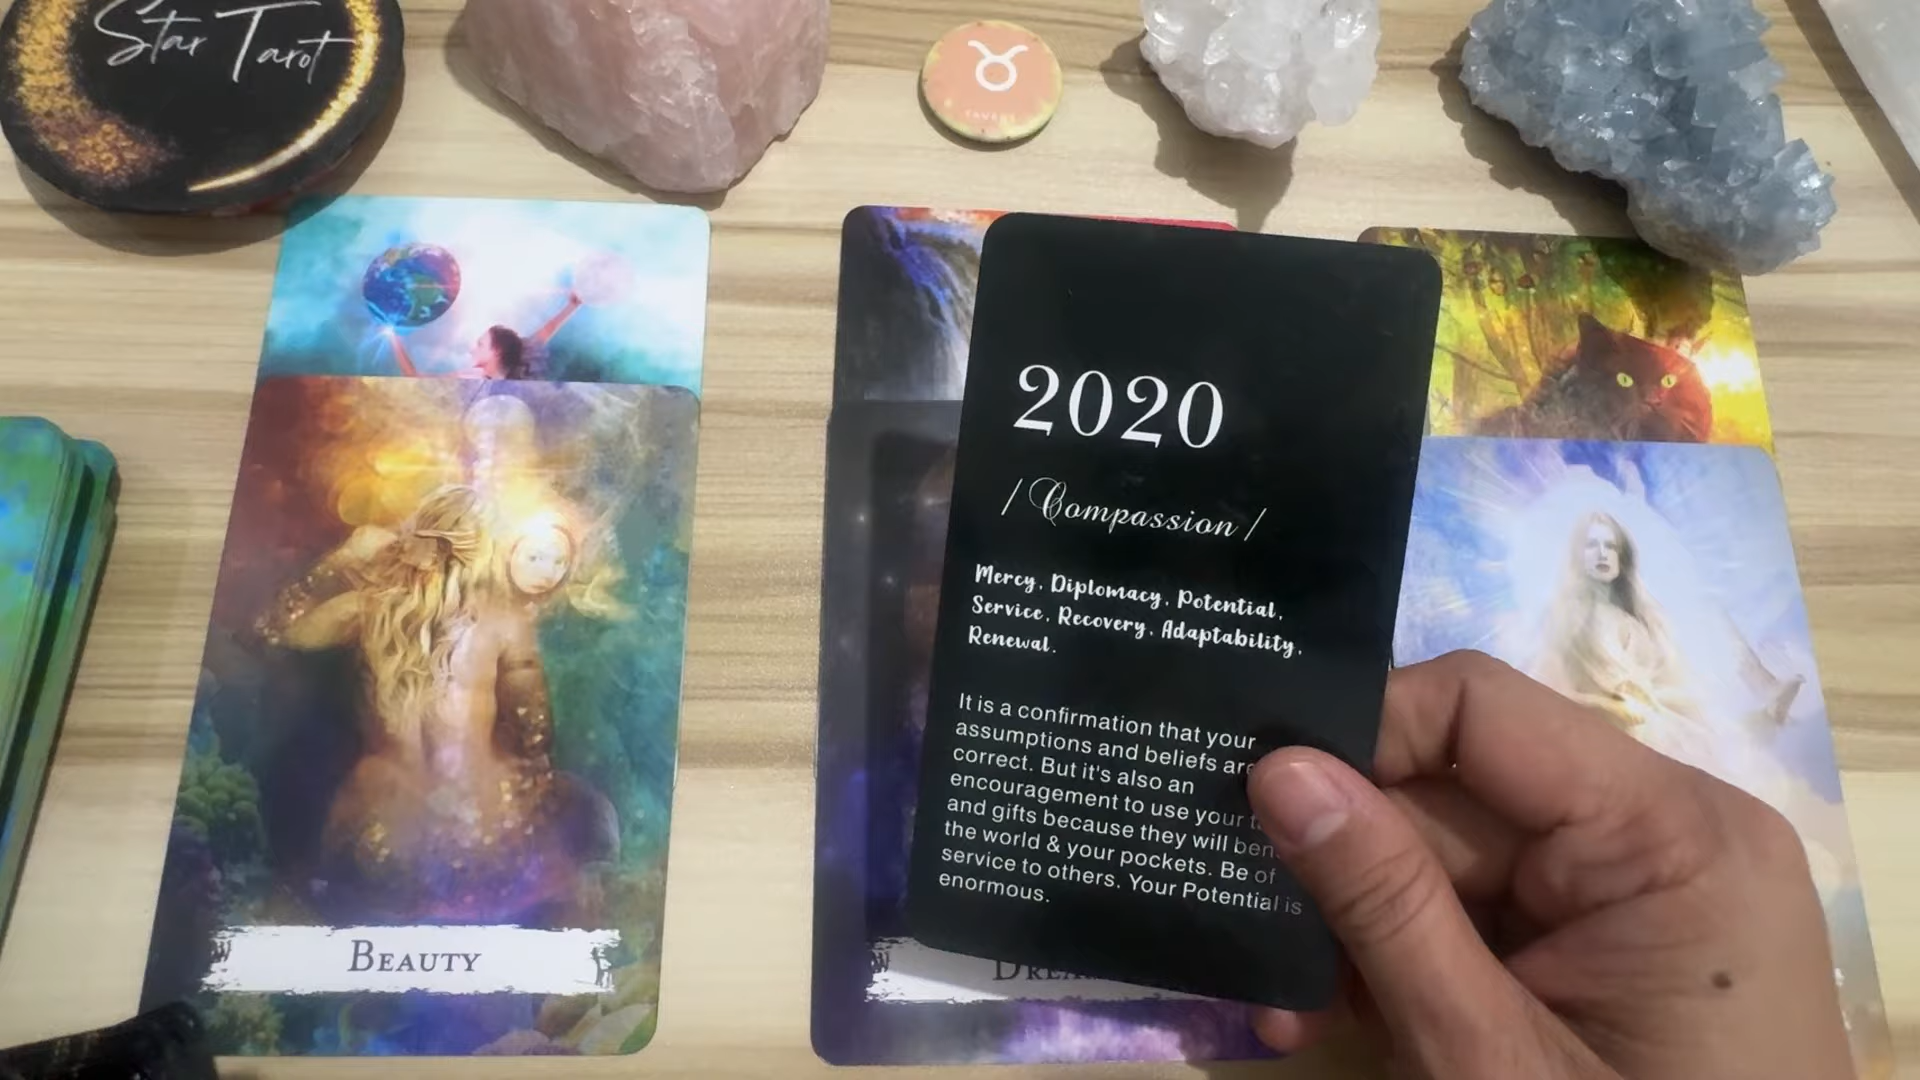 Star Tarot
TAURUS
2020
/ Compassion /
Mercy, Diplomacy, Potential,
Service, Recovery, Adaptability,
Renewal.
It is a confirmation that your
assumptions and beliefs are
correct. But it's also an
encouragement to use your
and gifts because they will
the world & your pockets. Be of
service to others. Your Potential is
enormous.
BEAUTY